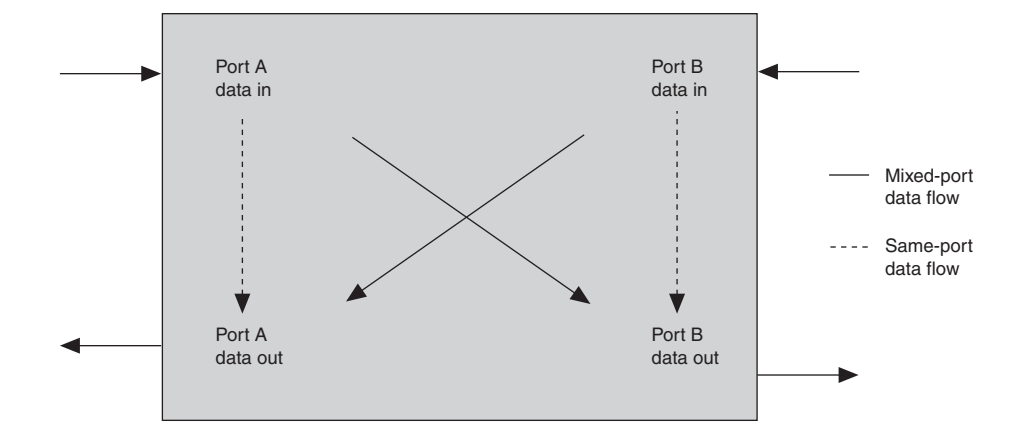 Port A
data in
Port B
data in
Mixed-port
data flow
Same-port
data flow
Port A
data out
Port B
data out